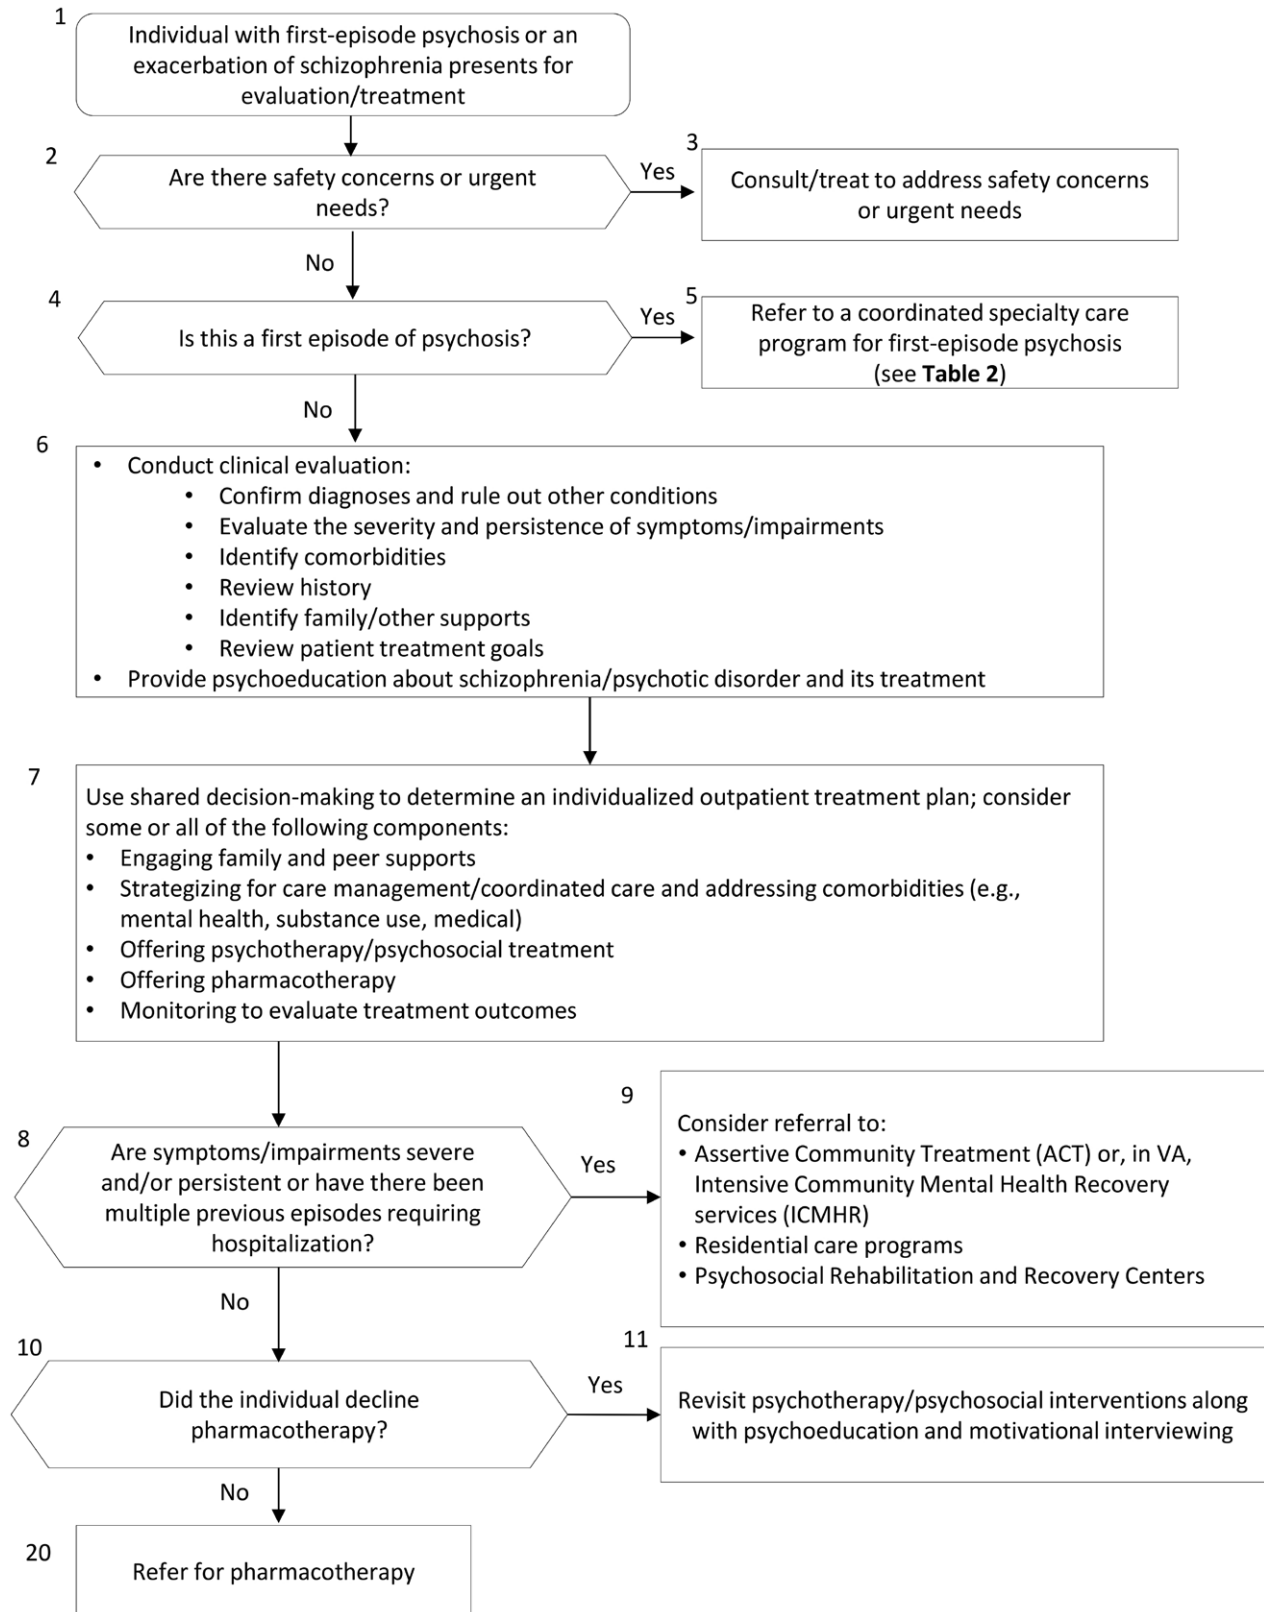 1
Individual with first-episode psychosis or an
exacerbation of schizophrenia presents for
evaluation/treatment
2
Are there safety concerns or urgent
needs?
Yes
3
Consult/treat to address safety concerns
or urgent needs
No
4
Is this a first episode of psychosis?
Yes
5
Refer to a coordinated specialty care
program for first-episode psychosis
(see Table 2)
No
6
• Conduct clinical evaluation:
• Confirm diagnoses and rule out other conditions
• Evaluate the severity and persistence of symptoms/impairments
• Identify comorbidities
• Review history
• Identify family/other supports
• Review patient treatment goals
• Provide psychoeducation about schizophrenia/psychotic disorder and its treatment
7
Use shared decision-making to determine an individualized outpatient treatment plan; consider
some or all of the following components:
• Engaging family and peer supports
• Strategizing for care management/coordinated care and addressing comorbidities (e.g.,
mental health, substance use, medical)
• Offering psychotherapy/psychosocial treatment
• Offering pharmacotherapy
• Monitoring to evaluate treatment outcomes
8
Are symptoms/impairments severe
and/or persistent or have there been
multiple previous episodes requiring
hospitalization?
Yes
9
Consider referral to:
• Assertive Community Treatment (ACT) or, in VA,
Intensive Community Mental Health Recovery
services (ICMHR)
• Residential care programs
• Psychosocial Rehabilitation and Recovery Centers
No
10
Did the individual decline
pharmacotherapy?
Yes
11
Revisit psychotherapy/psychosocial interventions along
with psychoeducation and motivational interviewing
No
20
Refer for pharmacotherapy